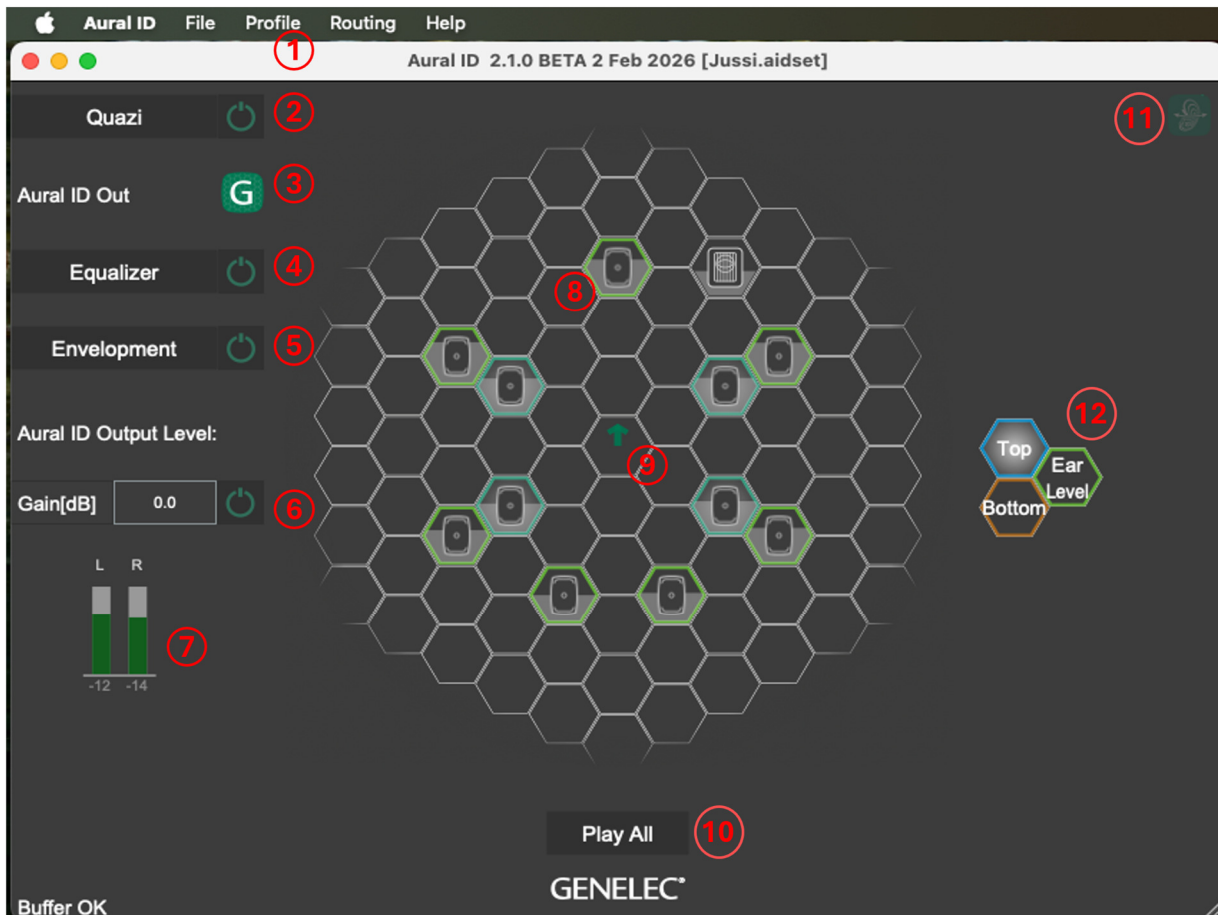 Aural ID File Profile Routing Help
①
Aural ID 2.1.0 BETA 2 Feb 2026 [Jussi.aidset]
Quazi
②
⑪
Aural ID Out
G
③
Equalizer
④
⑧
Envelopment
⑤
Aural ID Output Level:
⑨
⑫
Top
Ear
Level
Bottom
Gain[dB] 0.0
⑥
L R
⑦
-12 -14
Play All
⑩
GENELEC®
Buffer OK